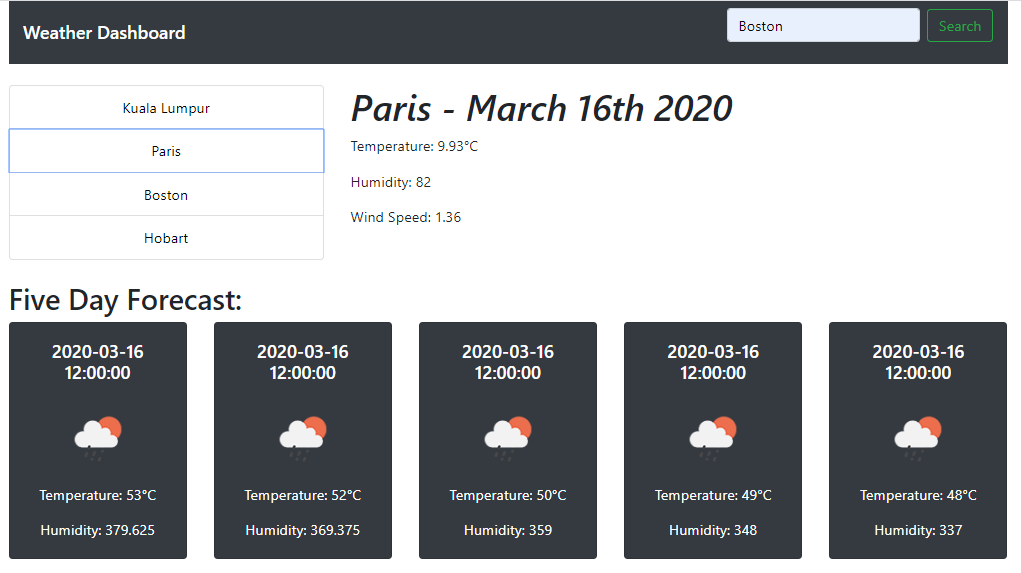 Weather Dashboard
Boston
Search
Kuala Lumpur
Paris
Boston
Hobart
Paris - March 16th 2020
Temperature: 9.93°C
Humidity: 82
Wind Speed: 1.36
Five Day Forecast:
2020-03-16
12:00:00
Temperature: 53°C
Humidity: 379.625
2020-03-16
12:00:00
Temperature: 52°C
Humidity: 369.375
2020-03-16
12:00:00
Temperature: 50°C
Humidity: 359
2020-03-16
12:00:00
Temperature: 49°C
Humidity: 348
2020-03-16
12:00:00
Temperature: 48°C
Humidity: 337